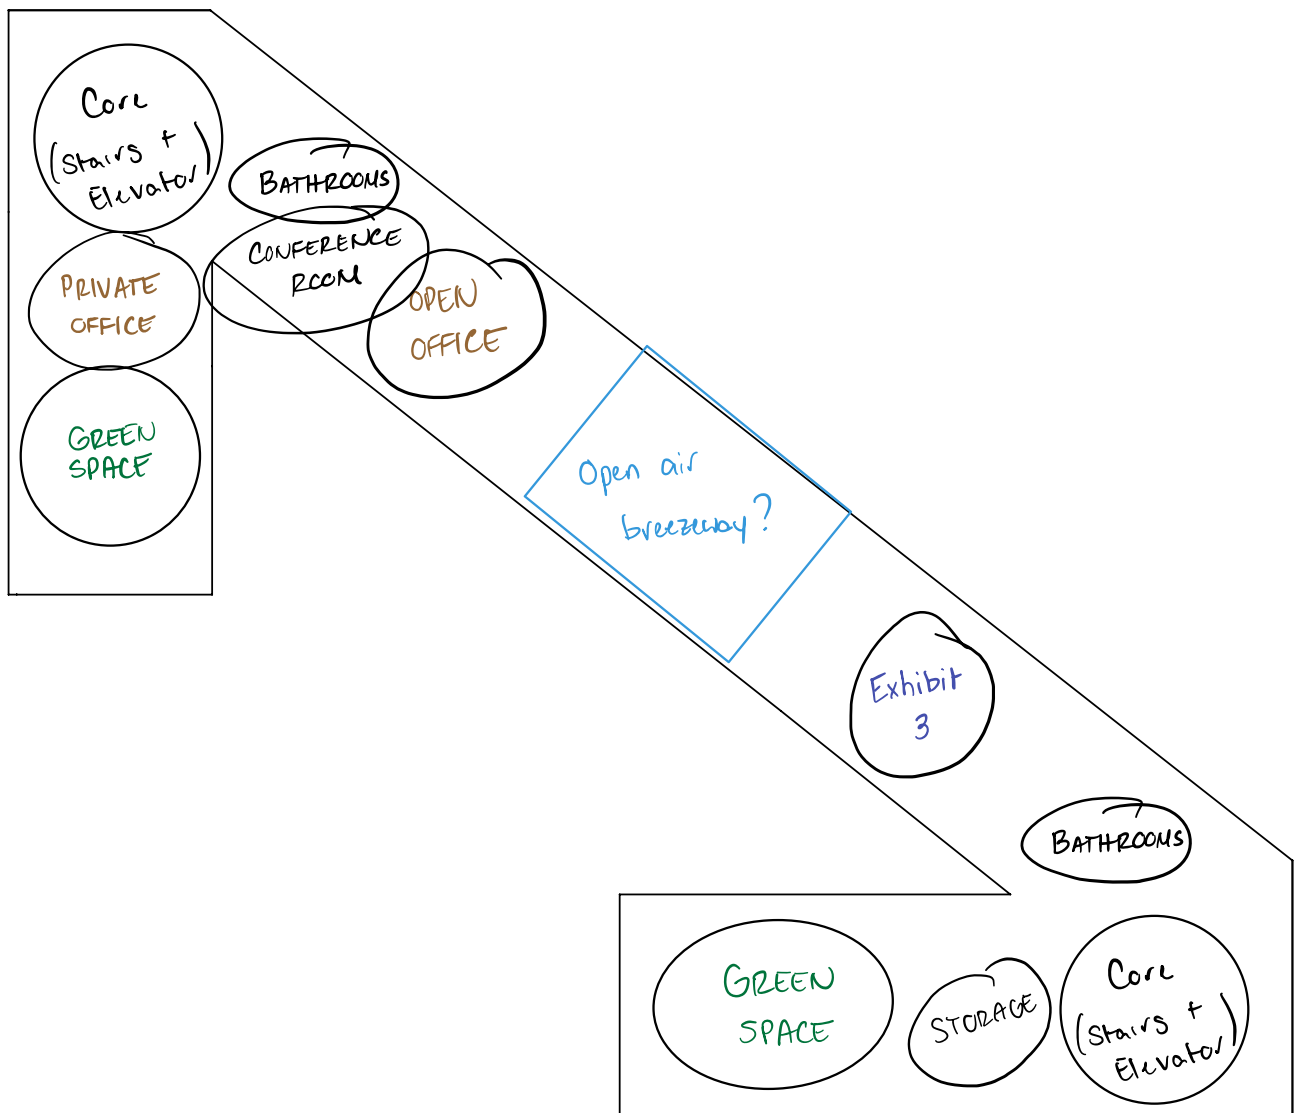 Core
(Stairs +
Elevator)
BATHROOMS
CONFERENCE
ROOM
PRIVATE
OFFICE
OPEN
OFFICE
GREEN
SPACE
Open air
breezeway?
Exhibit
3
BATHROOMS
GREEN
SPACE
STORAGE
Core
(Stairs +
Elevator)